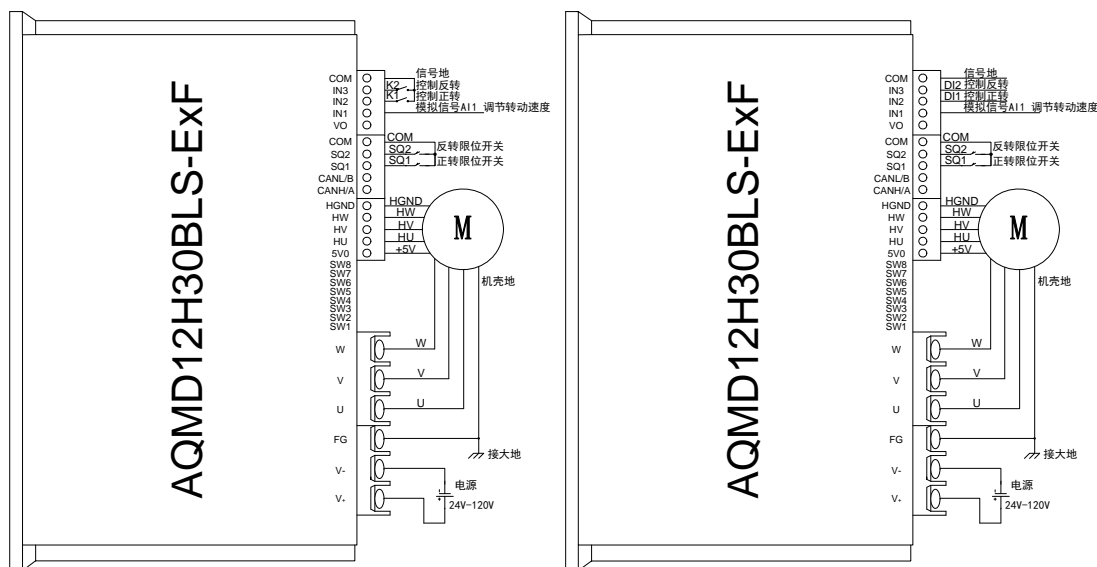 AQMD12H30BLS-ExF
COM 信号地
IN3 K2 控制反转
IN2 K1 控制正转
IN1 模拟信号AI1 调节转动速度
VO
COM COM
SQ2 SQ2 反转限位开关
SQ1 SQ1 正转限位开关
CANL/B
CANH/A
HGND HGND
HW HW
HV HV
HU HU
5V0 +5V
M
SW8
SW7
SW6
SW5
SW4
SW3
SW2
SW1
机壳地
W W
V V
U U
FG 接大地
V-
V+
电源
24V-120V
AQMD12H30BLS-ExF
COM 信号地
IN3 DI2 控制反转
IN2 DI1 控制正转
IN1 模拟信号AI1 调节转动速度
VO
COM COM
SQ2 SQ2 反转限位开关
SQ1 SQ1 正转限位开关
CANL/B
CANH/A
HGND HGND
HW HW
HV HV
HU HU
5V0 +5V
M
SW8
SW7
SW6
SW5
SW4
SW3
SW2
SW1
机壳地
W W
V V
U U
FG 接大地
V-
V+
电源
24V-120V